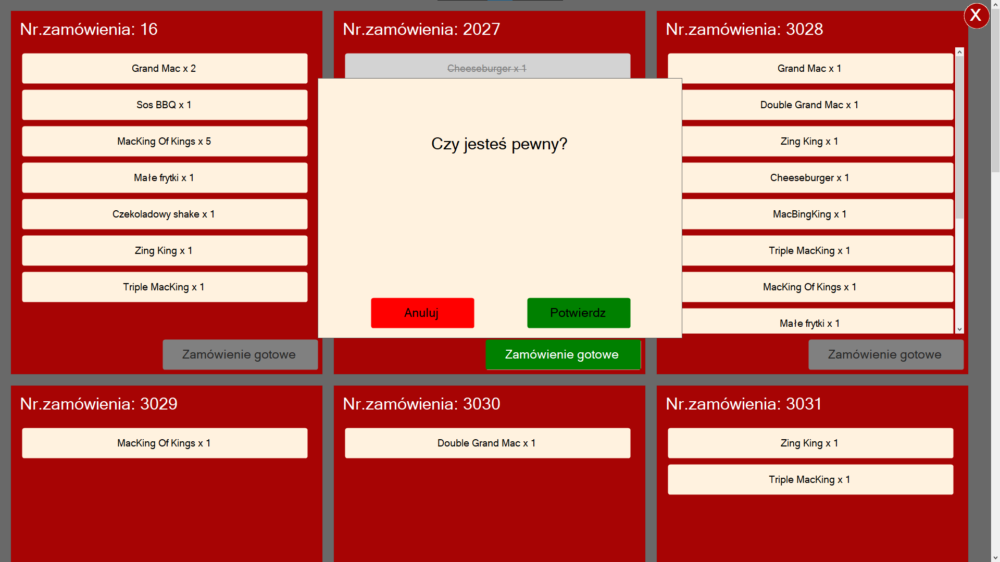 X
Nr.zamówienia: 16
Grand Mac x 2
Sos BBQ x 1
MacKing Of Kings x 5
Małe frytki x 1
Czekoladowy shake x 1
Zing King x 1
Triple MacKing x 1
Zamówienie gotowe
Nr.zamówienia: 2027
Cheeseburger x 1
Czy jesteś pewny?
Anuluj
Potwierdz
Zamówienie gotowe
Nr.zamówienia: 3028
Grand Mac x 1
Double Grand Mac x 1
Zing King x 1
Cheeseburger x 1
MacBingKing x 1
Triple MacKing x 1
MacKing Of Kings x 1
Małe frytki x 1
Zamówienie gotowe
Nr.zamówienia: 3029
MacKing Of Kings x 1
Nr.zamówienia: 3030
Double Grand Mac x 1
Nr.zamówienia: 3031
Zing King x 1
Triple MacKing x 1